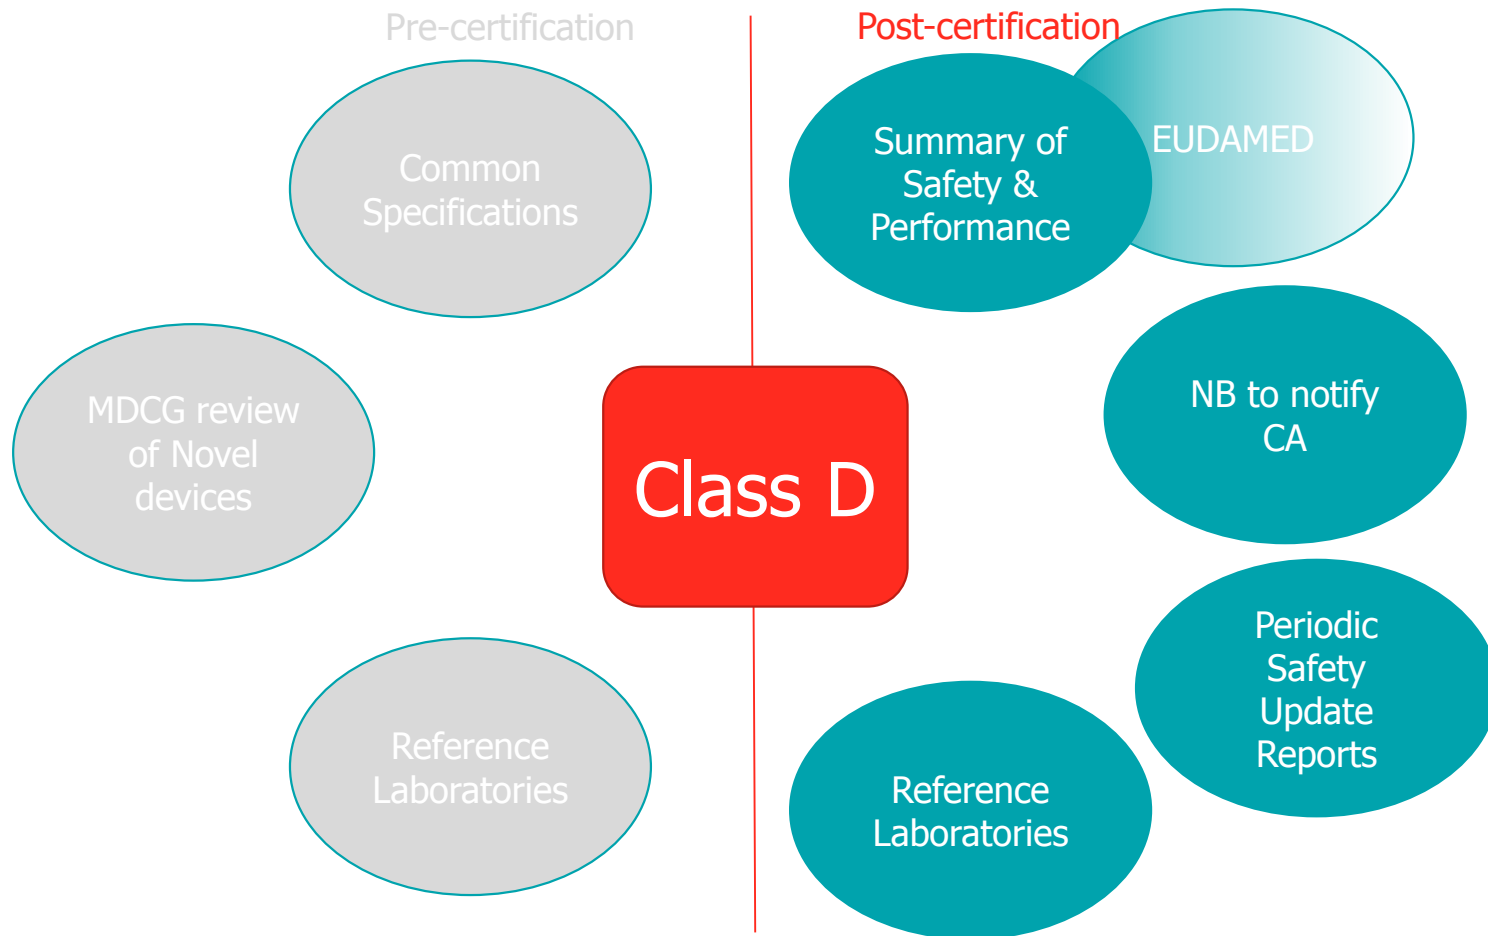 Pre-certification
Common
Specifications
MDCG review
of Novel
devices
Reference
Laboratories
Class D
Post-certification
Summary of
Safety &
Performance
EUDAMED
NB to notify
CA
Periodic
Safety
Update
Reports
Reference
Laboratories